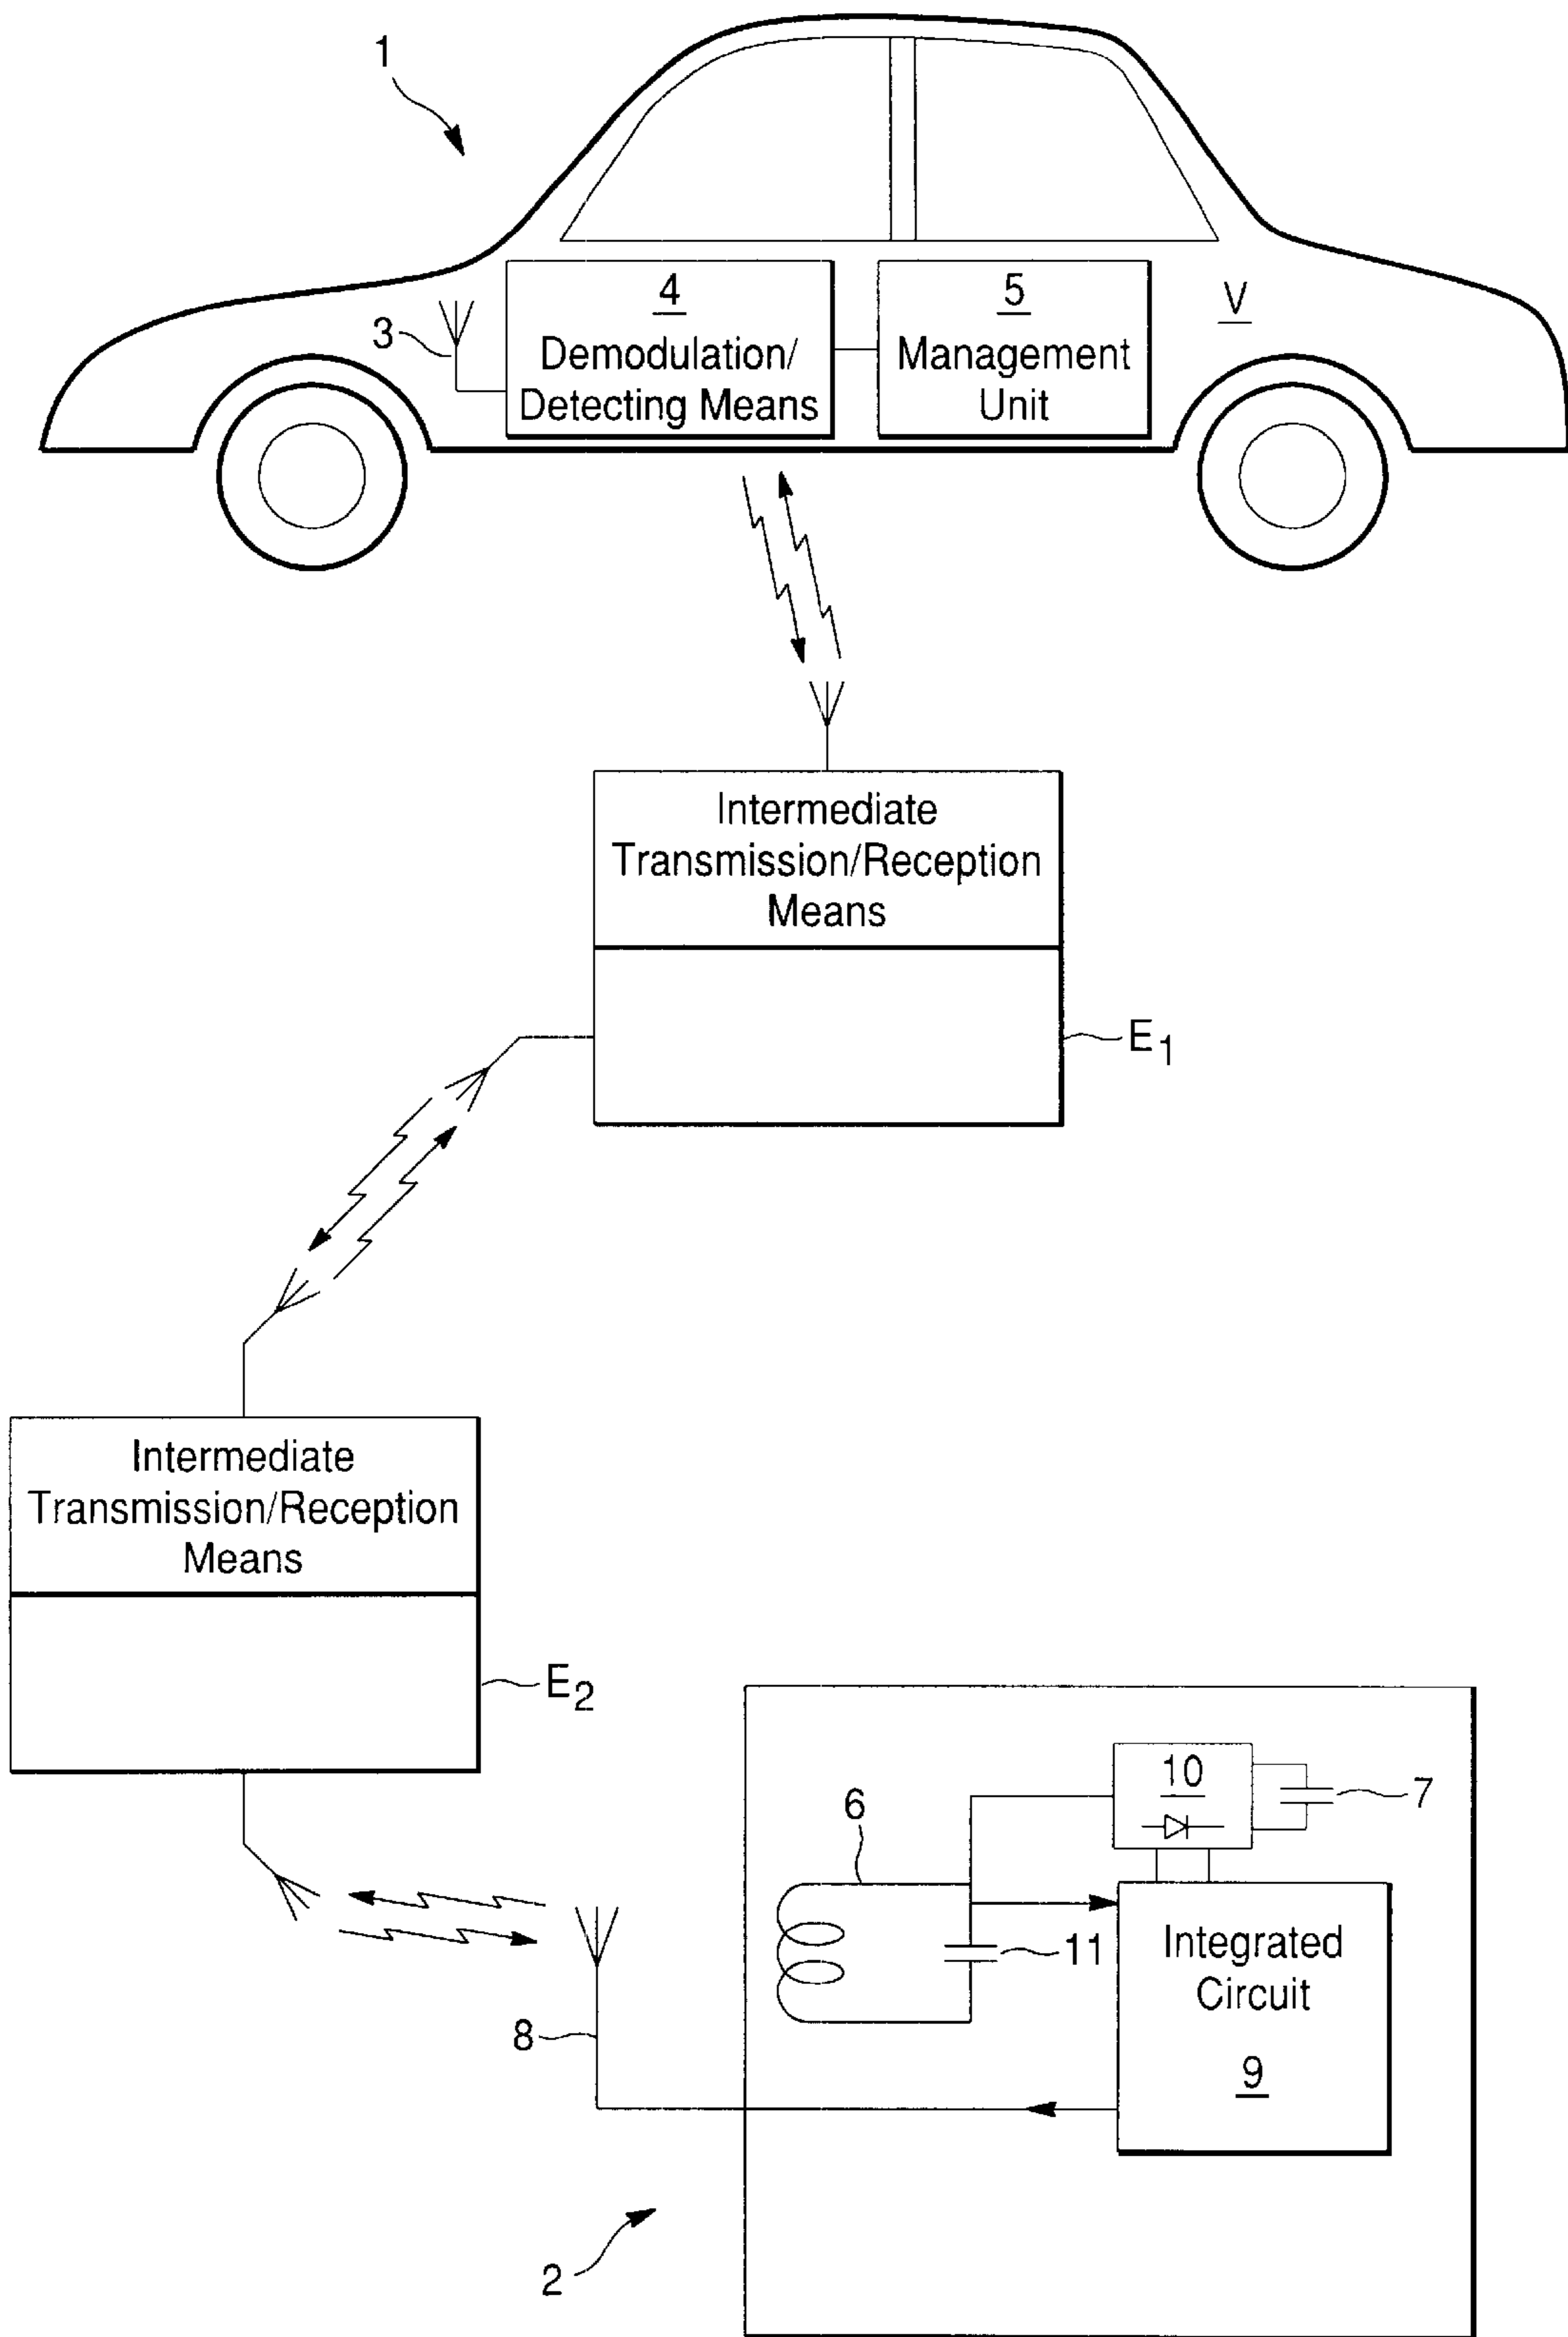 1
3
4
Demodulation/
Detecting Means
5
Management
Unit
V
Intermediate
Transmission/Reception
Means
E1
Intermediate
Transmission/Reception
Means
E2
10
7
6
11
Integrated
Circuit
9
8
2